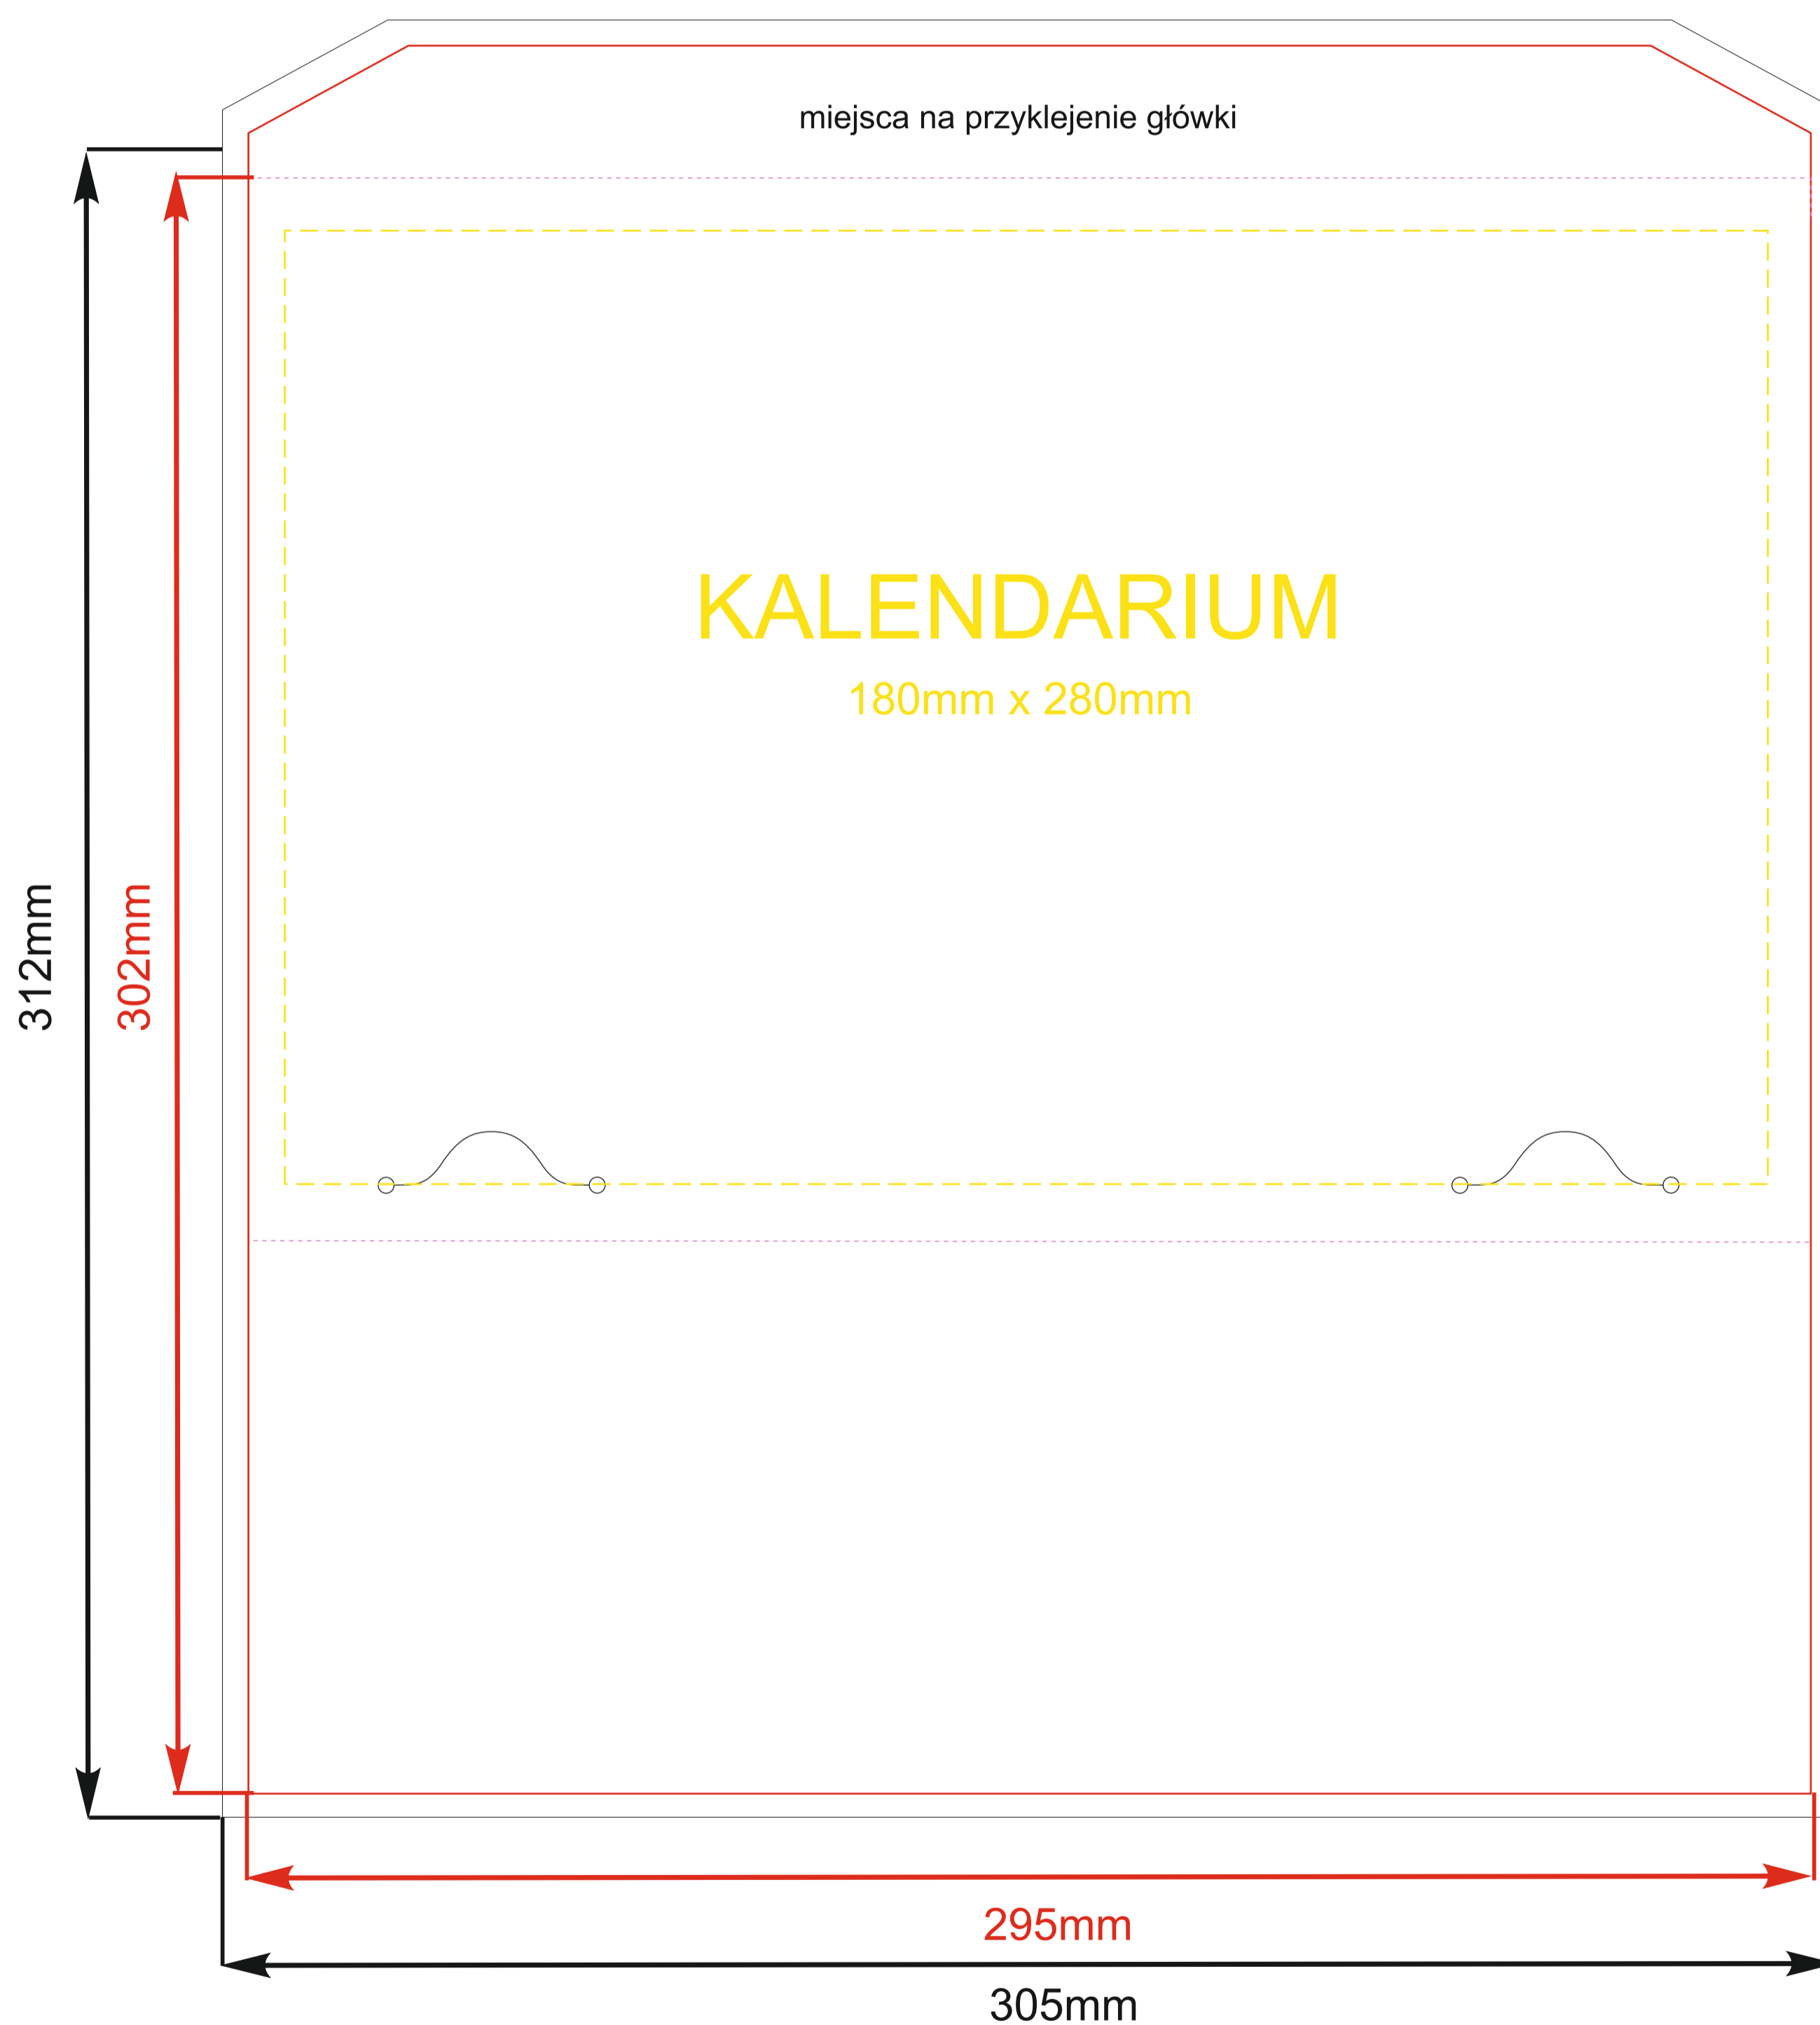 miejsca na przyklejenie główki
KALENDARIUM
180mm x 280mm
312mm
302mm
295mm
305mm